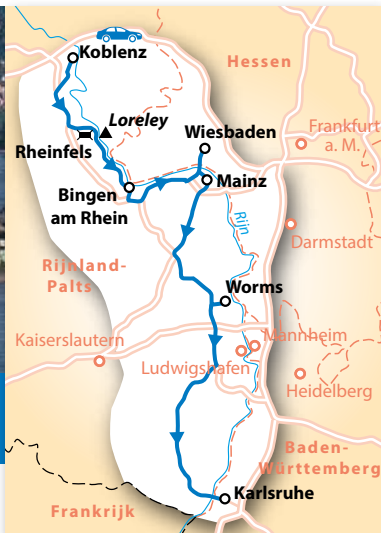 Koblenz
Hessen
Loreley
Wiesbaden
Frankfurt
a. M.
Rheinfels
Bingen
am Rhein
Mainz
Rijn
Darmstadt
Rijnland-
Palts
Worms
Kaiserslautern
Mannheim
Ludwigshafen
Heidelberg
Baden-
Württemberg
Karlsruhe
Frankrijk